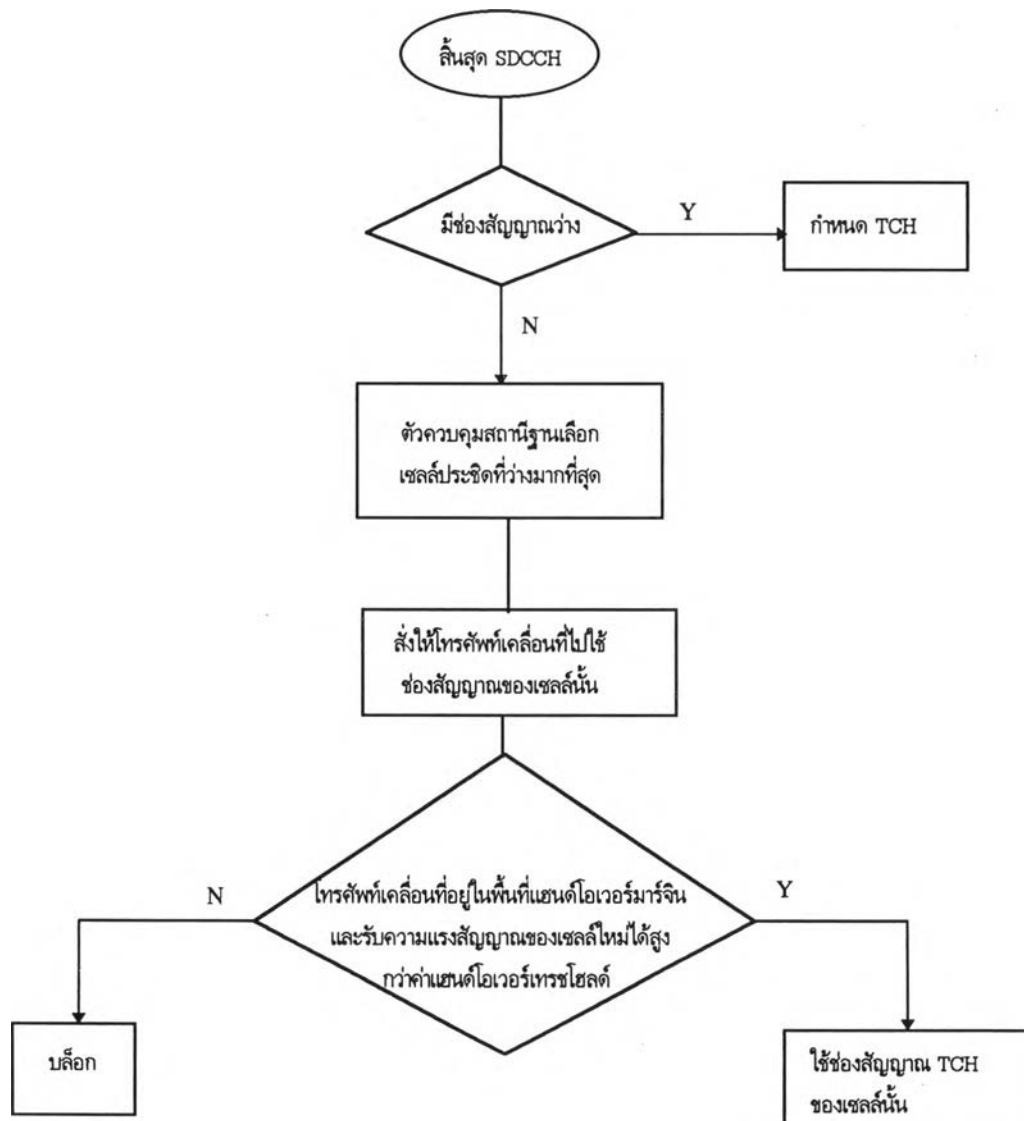 สิ้นสุด SDCCH
มีช่องสัญญาณว่าง
Y
กำหนด TCH
N
ตัวควบคุมสถานีฐานเลือก
เซลล์ประชิดที่ว่างมากที่สุด
สั่งให้โทรศัพท์เคลื่อนที่ไปใช้
ช่องสัญญาณของเซลล์นั้น
N
Y
โทรศัพท์เคลื่อนที่อยู่ในพื้นที่แฮนด์โอเวอร์มาร์จิน
และรับความแรงสัญญาณของเซลล์ใหม่ได้สูง
กว่าค่าแฮนด์โอเวอร์เทรชโฮลด์
บล็อก
ใช้ช่องสัญญาณ TCH
ของเซลล์นั้น